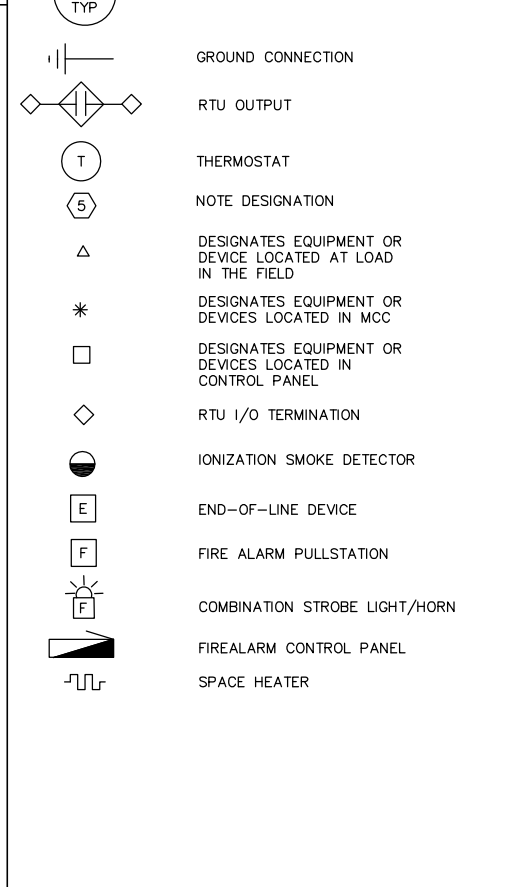 TYP
GROUND CONNECTION
RTU OUTPUT
T THERMOSTAT
5 NOTE DESIGNATION
DESIGNATES EQUIPMENT OR
DEVICE LOCATED AT LOAD
IN THE FIELD
DESIGNATES EQUIPMENT OR
DEVICES LOCATED IN MCC
DESIGNATES EQUIPMENT OR
DEVICES LOCATED IN
CONTROL PANEL
RTU I/O TERMINATION
IONIZATION SMOKE DETECTOR
E END-OF-LINE DEVICE
F FIRE ALARM PULLSTATION
F COMBINATION STROBE LIGHT/HORN
FIREALARM CONTROL PANEL
SPACE HEATER